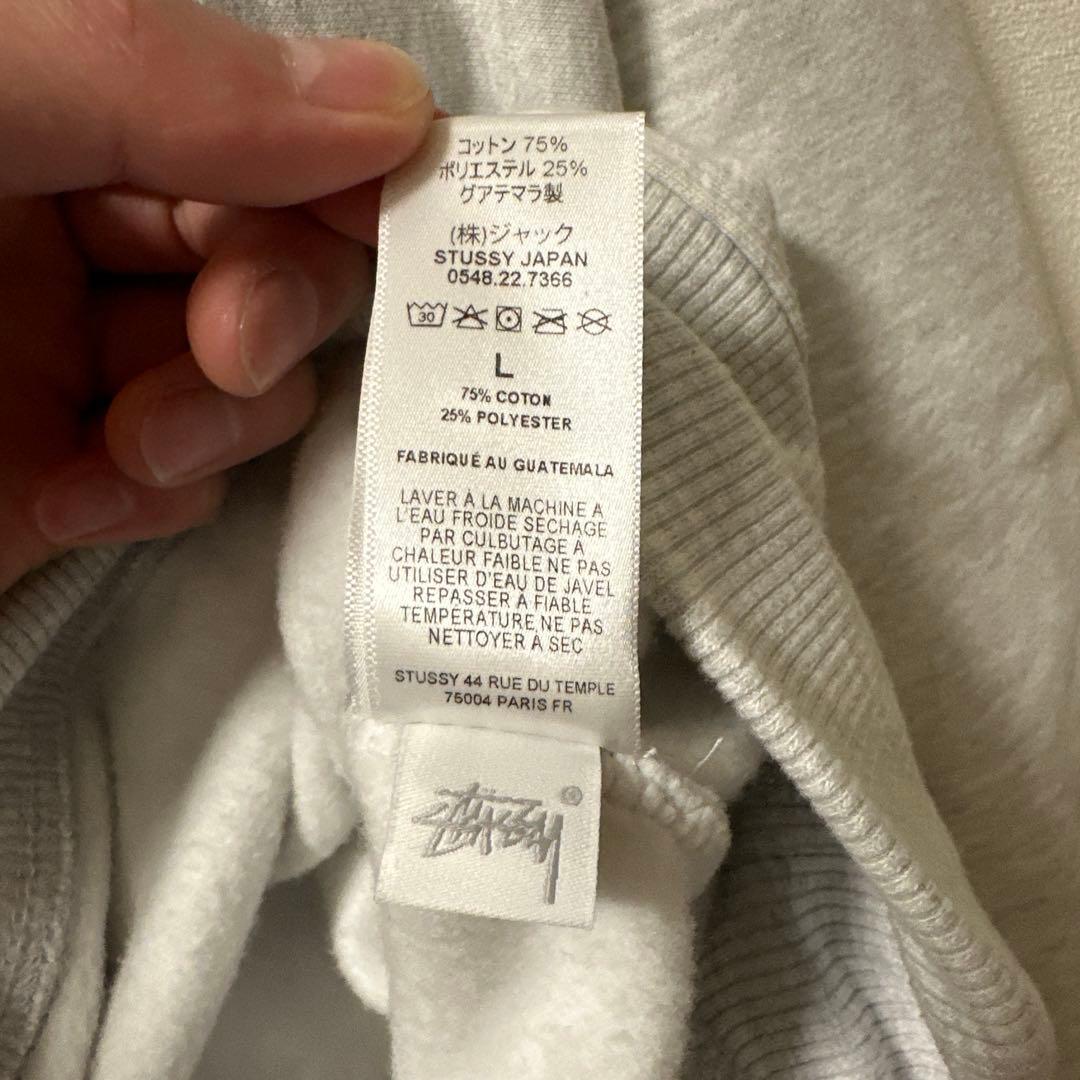 コットン 75%
ポリエステル 25%
グアテマラ製
(株)ジャック
STUSSY JAPAN
0548.22.7366
30
L
75% COTON
25% POLYESTER
FABRIQUÉ AU GUATEMALA
LAVER À LA MACHINE A
L'EAU FROIDE SECHAGE
PAR CULBUTAGE A
CHALEUR FAIBLE NE PAS
UTILISER D'EAU DE JAVEL
REPASSER A FIABLE
TEMPERATURE,NE PAS
NETTOYER À SEC
STUSSY 44 RUE DU TEMPLE
75004 PARIS FR
Stüssy ®